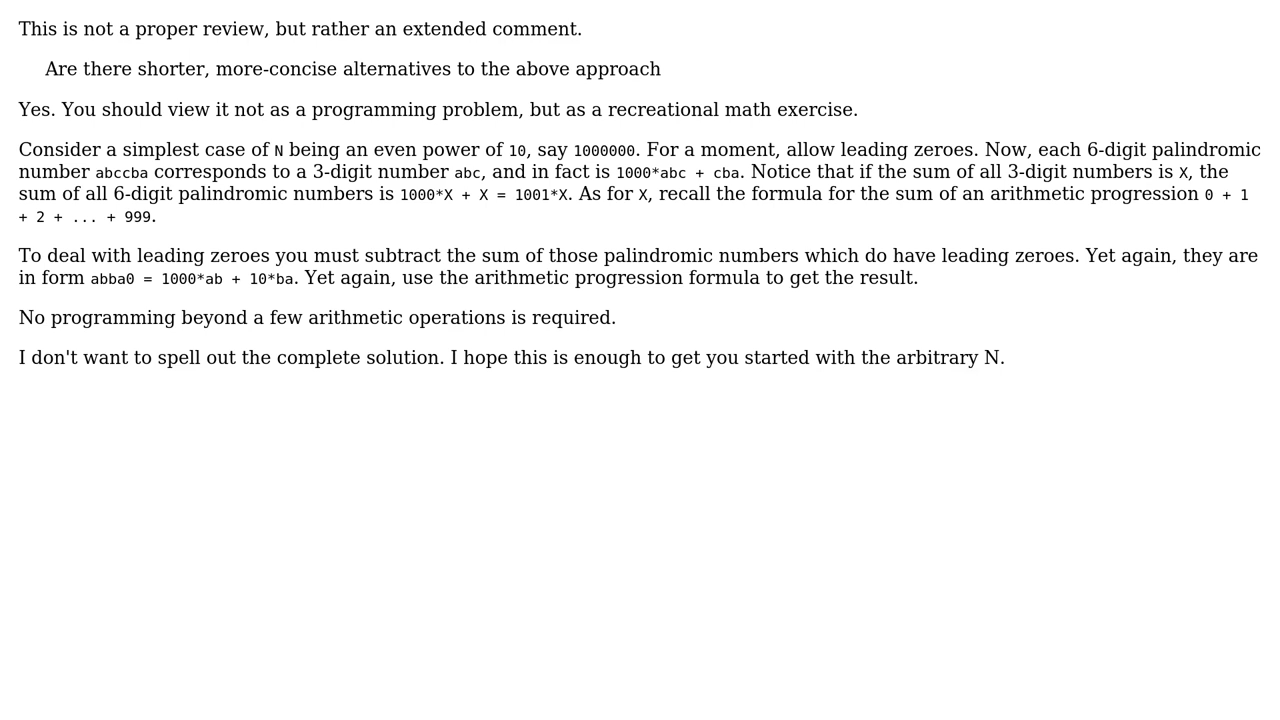 This is not a proper review, but rather an extended comment.
Are there shorter, more-concise alternatives to the above approach
Yes. You should view it not as a programming problem, but as a recreational math exercise.
Consider a simplest case of N being an even power of 10, say 1000000. For a moment, allow leading zeroes. Now, each 6-digit palindromic
number abccba corresponds to a 3-digit number abc, and in fact is 1000*abc + cba. Notice that if the sum of all 3-digit numbers is X, the
sum of all 6-digit palindromic numbers is 1000*X + X = 1001*X. As for X, recall the formula for the sum of an arithmetic progression 0 + 1
+ 2 + ... + 999.
To deal with leading zeroes you must subtract the sum of those palindromic numbers which do have leading zeroes. Yet again, they are
in form abba0 = 1000*ab + 10*ba. Yet again, use the arithmetic progression formula to get the result.
No programming beyond a few arithmetic operations is required.
I don't want to spell out the complete solution. I hope this is enough to get you started with the arbitrary N.